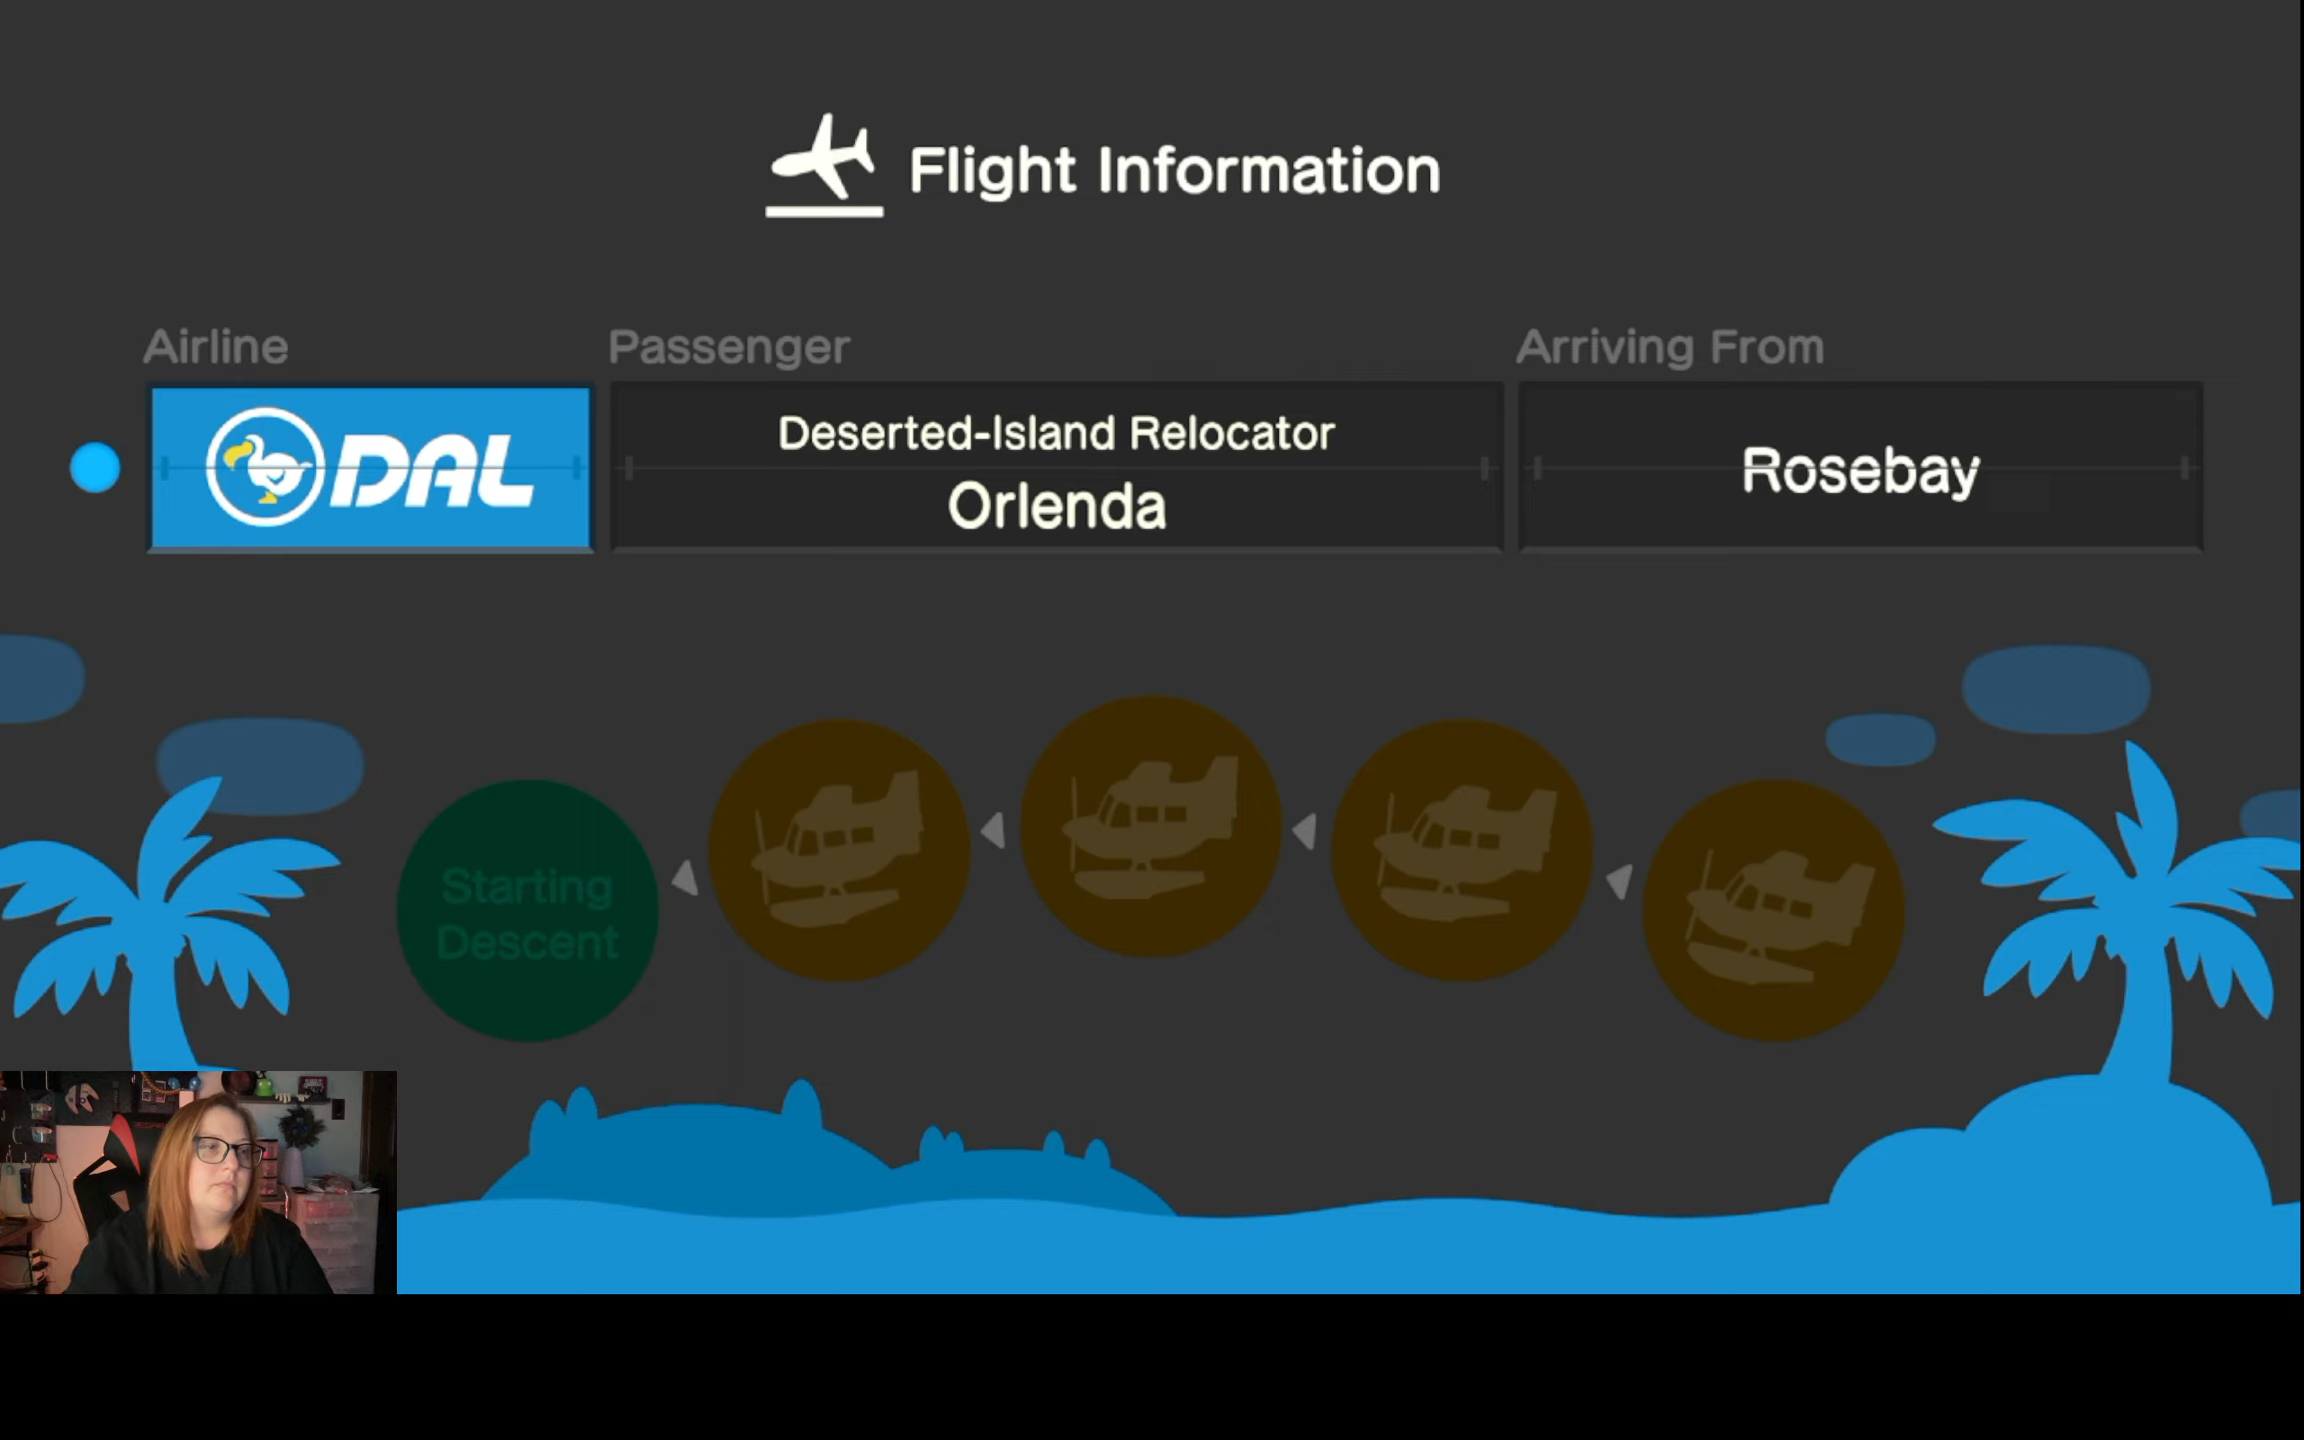 Flight Information
Airline
Passenger
Arriving From
DAL
Deserted-Island Relocator
Orlenda
Rosebay
Starting
Descent